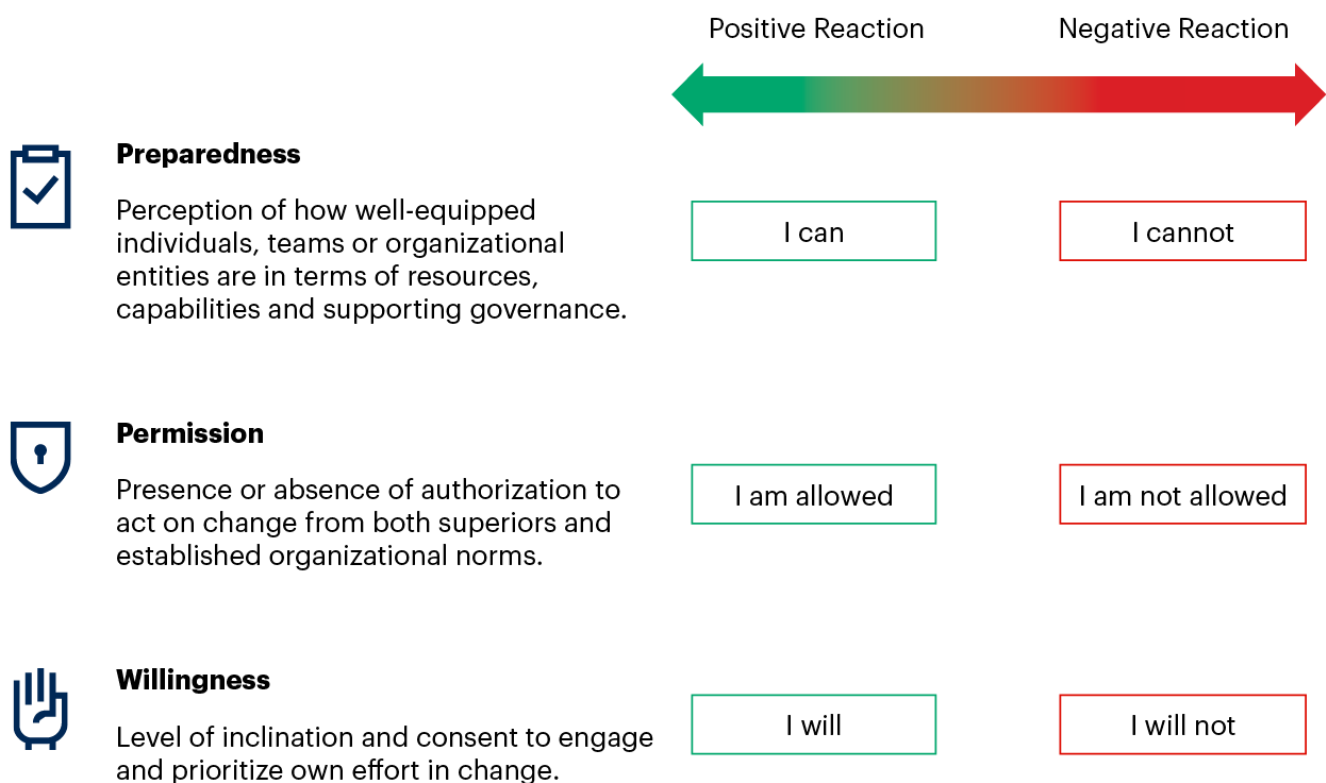 Positive Reaction
Negative Reaction
Preparedness
Perception of how well-equipped
individuals, teams or organizational
entities are in terms of resources,
capabilities and supporting governance.
I can
I cannot
Permission
Presence or absence of authorization to
act on change from both superiors and
established organizational norms.
I am allowed
I am not allowed
Willingness
Level of inclination and consent to engage
and prioritize own effort in change.
I will
I will not